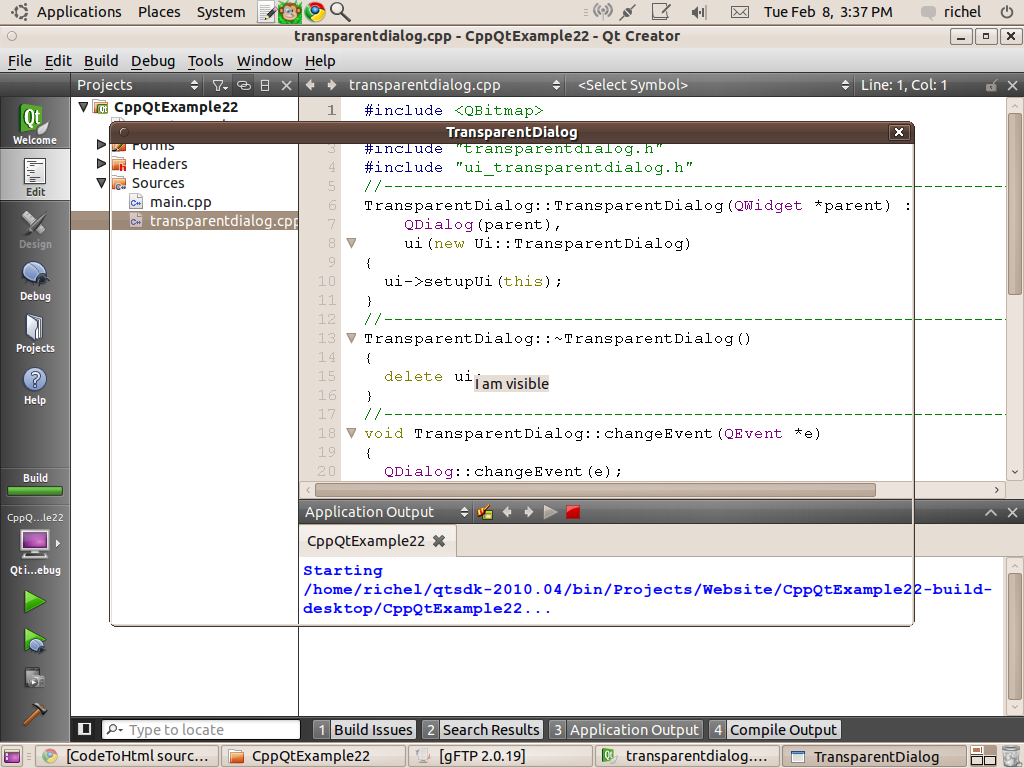 Applications Places System
Tue Feb 8, 3:37 PM richel
transparentdialog.cpp - CppQtExample22 - Qt Creator
File Edit Build Debug Tools Window Help
Projects transparentdialog.cpp <Select Symbol> Line: 1, Col: 1
Welcome
Edit
Design
Debug
Projects
Help
Build
CppQ...le22
Qt i...ebug
CppQtExample22
Forms
Headers
Sources
main.cpp
transparentdialog.cpp
TransparentDialog
1 #include <QBitmap>
3 #include "transparentdialog.h"
4 #include "ui_transparentdialog.h"
5 //----------------------------------------------------------------
6 TransparentDialog::TransparentDialog(QWidget *parent) :
7 QDialog(parent),
8 ui(new Ui::TransparentDialog)
9 {
10 ui->setupUi(this);
11 }
12 //----------------------------------------------------------------
13 TransparentDialog::~TransparentDialog()
14 {
15 delete ui;
I am visible
16 }
17 //----------------------------------------------------------------
18 void TransparentDialog::changeEvent(QEvent *e)
19 {
20 QDialog::changeEvent(e);
Application Output
CppQtExample22
Starting
/home/richel/qtsdk-2010.04/bin/Projects/Website/CppQtExample22-build-
desktop/CppQtExample22...
Type to locate 1 Build Issues 2 Search Results 3 Application Output 4 Compile Output
[CodeToHtml sourc... CppQtExample22 [gFTP 2.0.19] transparentdialog.... TransparentDialog